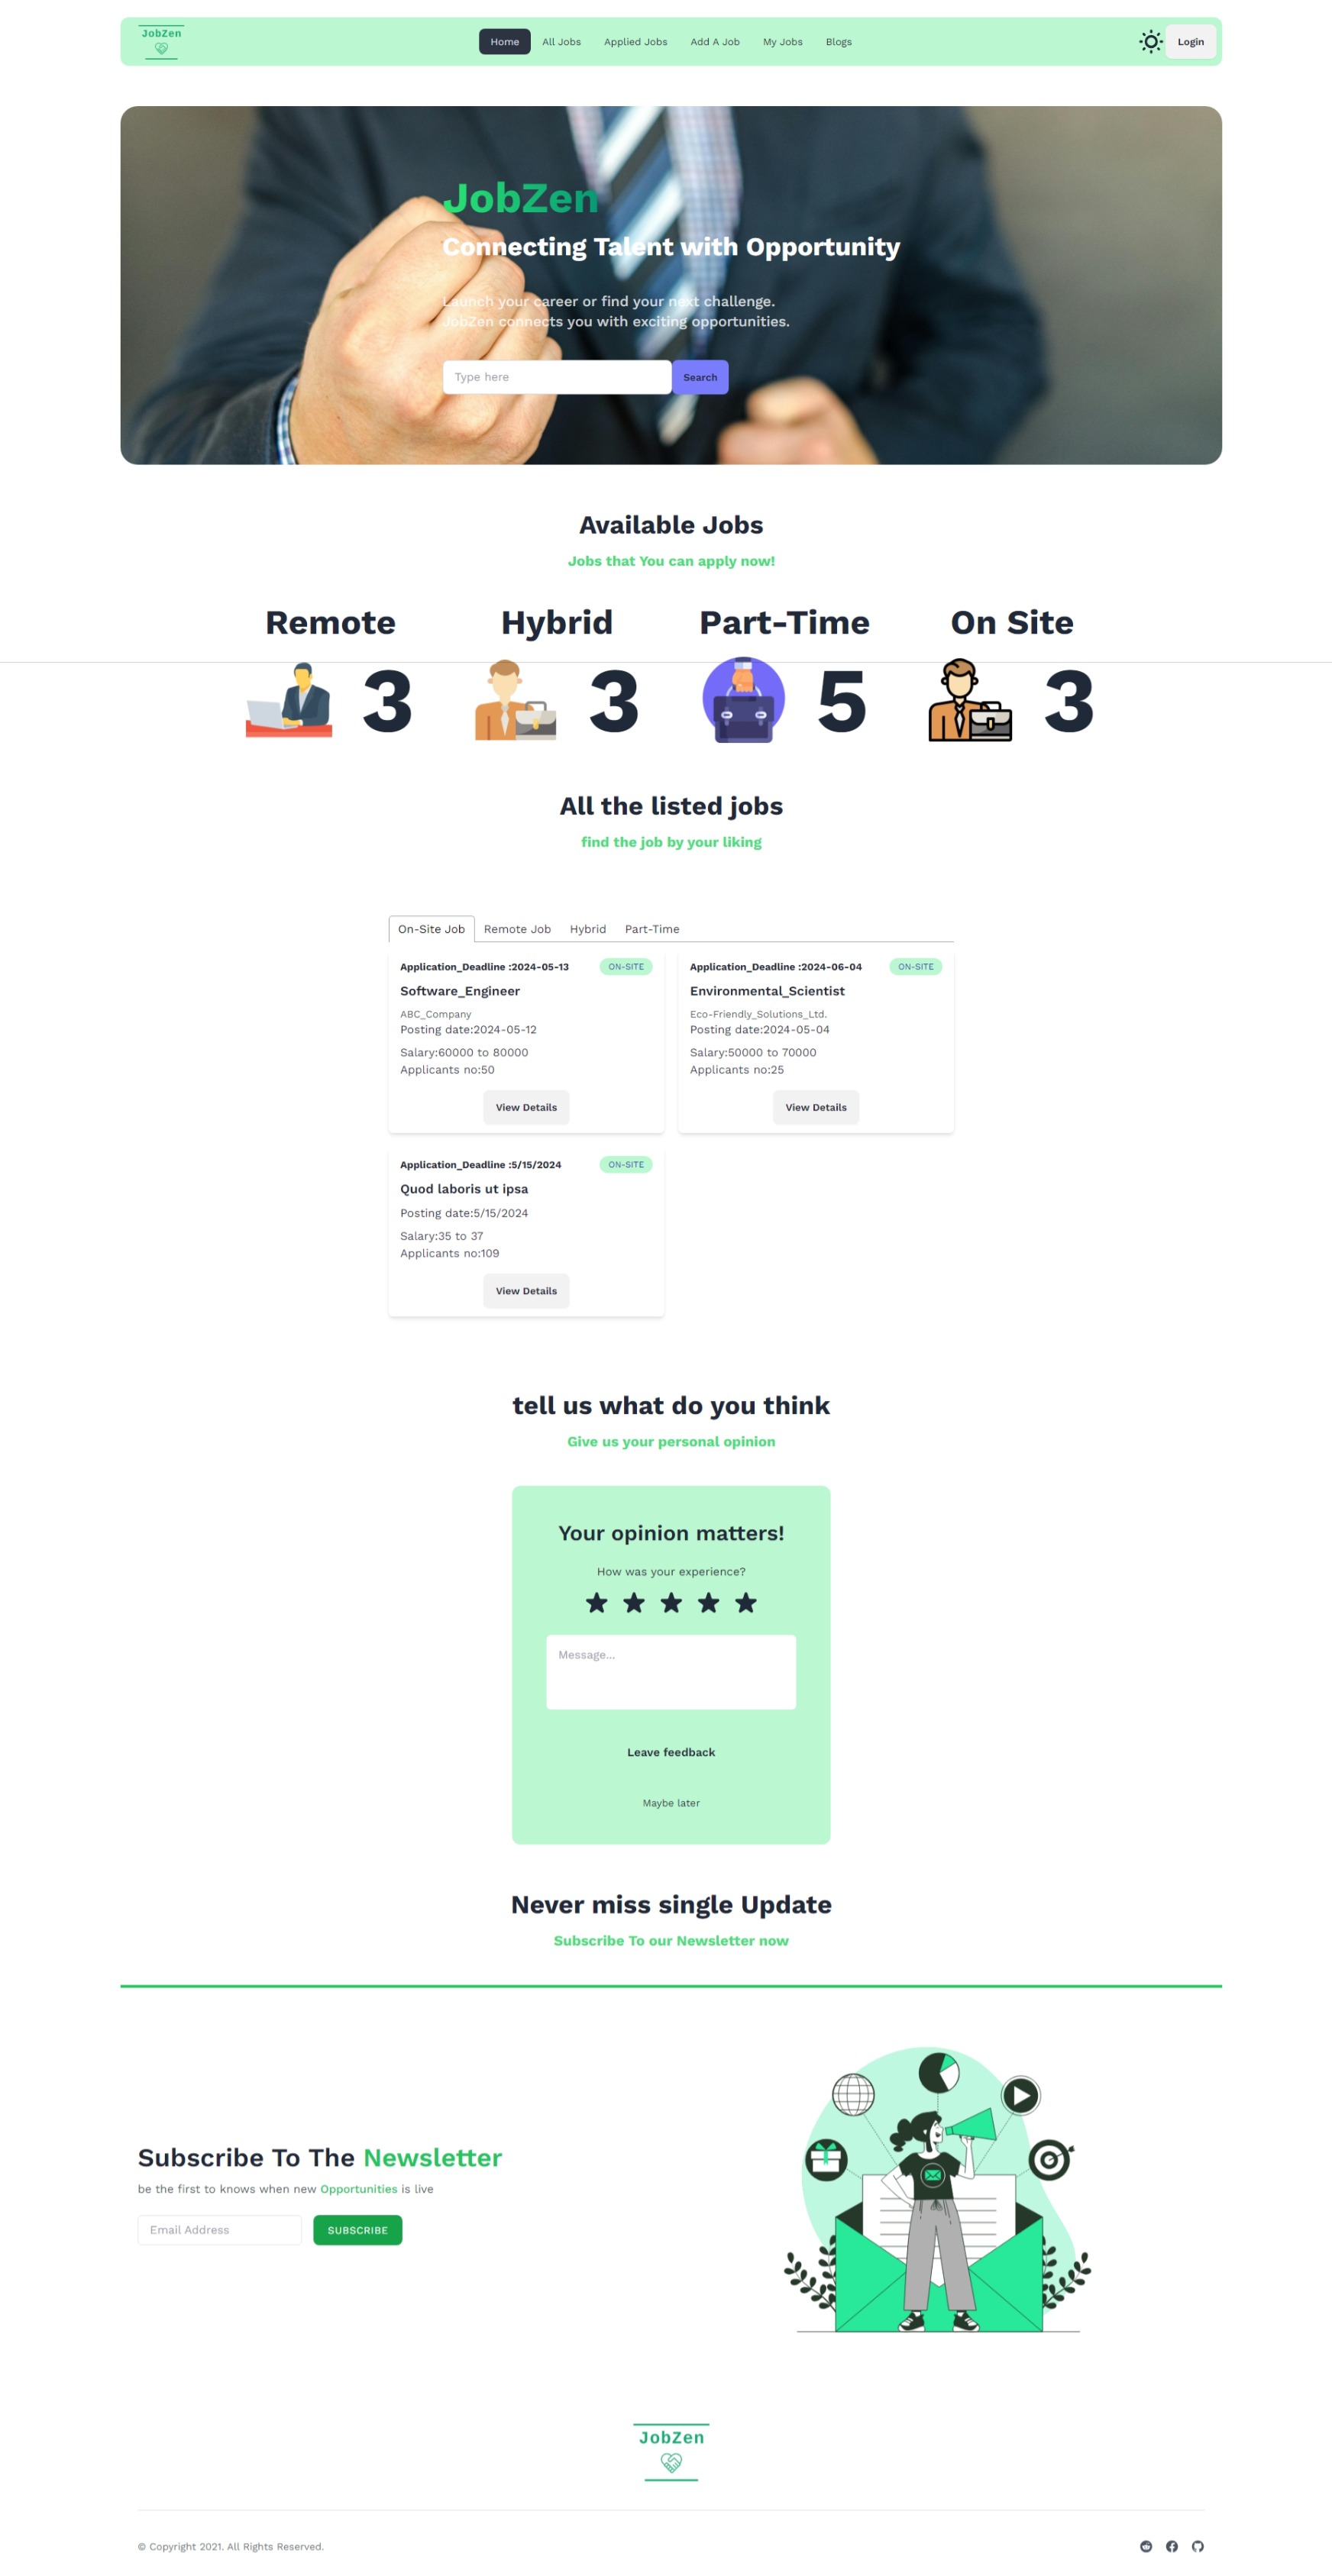 JobZen
Home
All Jobs
Applied Jobs
Add A Job
My Jobs
Blogs
Login
JobZen
Connecting Talent with Opportunity
Launch your career or find your next challenge.
JobZen connects you with exciting opportunities.
Type here
Search
Available Jobs
Jobs that You can apply now!
Remote
3
Hybrid
3
Part-Time
5
On Site
3
All the listed jobs
find the job by your liking
On-Site Job
Remote Job
Hybrid
Part-Time
Application_Deadline :2024-05-13
ON-SITE
Software_Engineer
ABC_Company
Posting date:2024-05-12
Salary:60000 to 80000
Applicants no:50
View Details
Application_Deadline :2024-06-04
ON-SITE
Environmental_Scientist
Eco-Friendly_Solutions_Ltd.
Posting date:2024-05-04
Salary:50000 to 70000
Applicants no:25
View Details
Application_Deadline :5/15/2024
ON-SITE
Quod laboris ut ipsa
Posting date:5/15/2024
Salary:35 to 37
Applicants no:109
View Details
tell us what do you think
Give us your personal opinion
Your opinion matters!
How was your experience?
Message...
Leave feedback
Maybe later
Never miss single Update
Subscribe To our Newsletter now
Subscribe To The Newsletter
be the first to knows when new Opportunities is live
Email Address
SUBSCRIBE
JobZen
© Copyright 2021. All Rights Reserved.